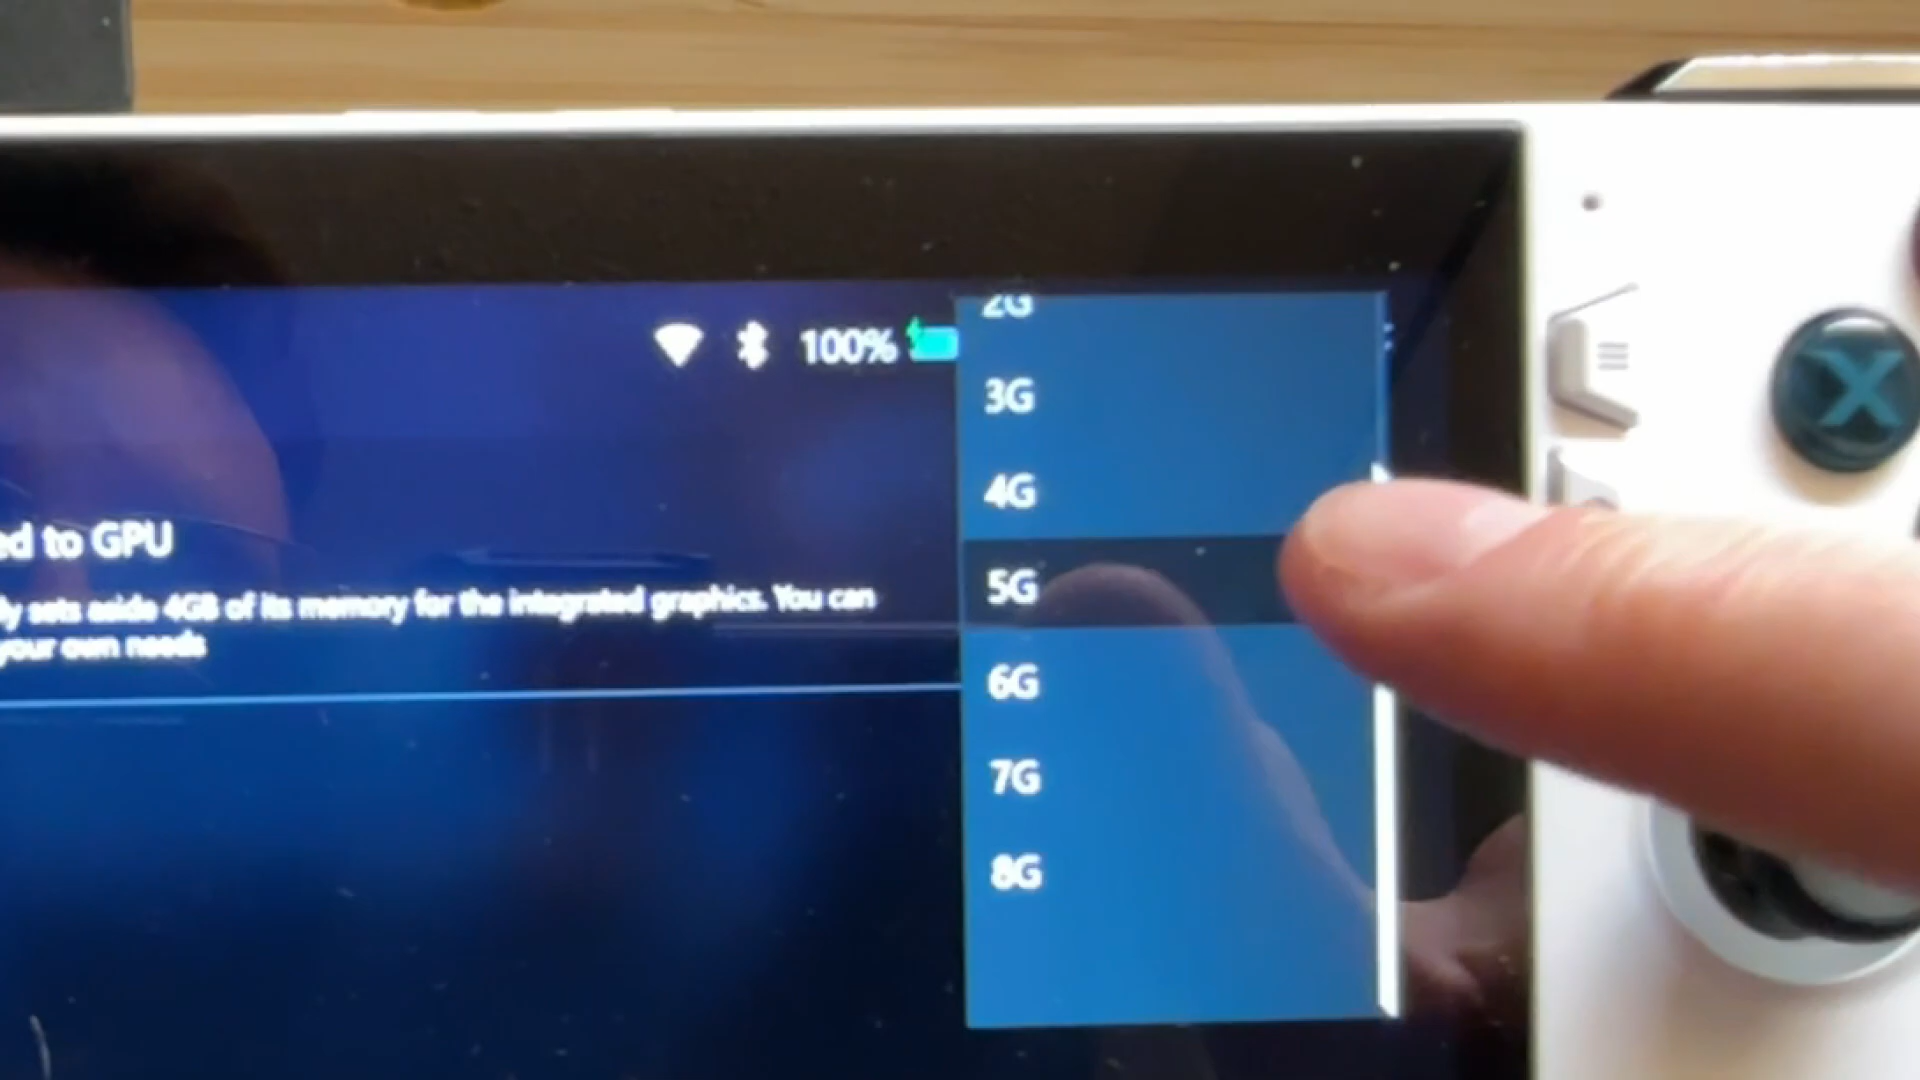 100%
2G
3G
4G
5G
6G
7G
8G
ed to GPU
ly sets aside 4GB of its memory for the integrated graphics. You can
your own needs
X